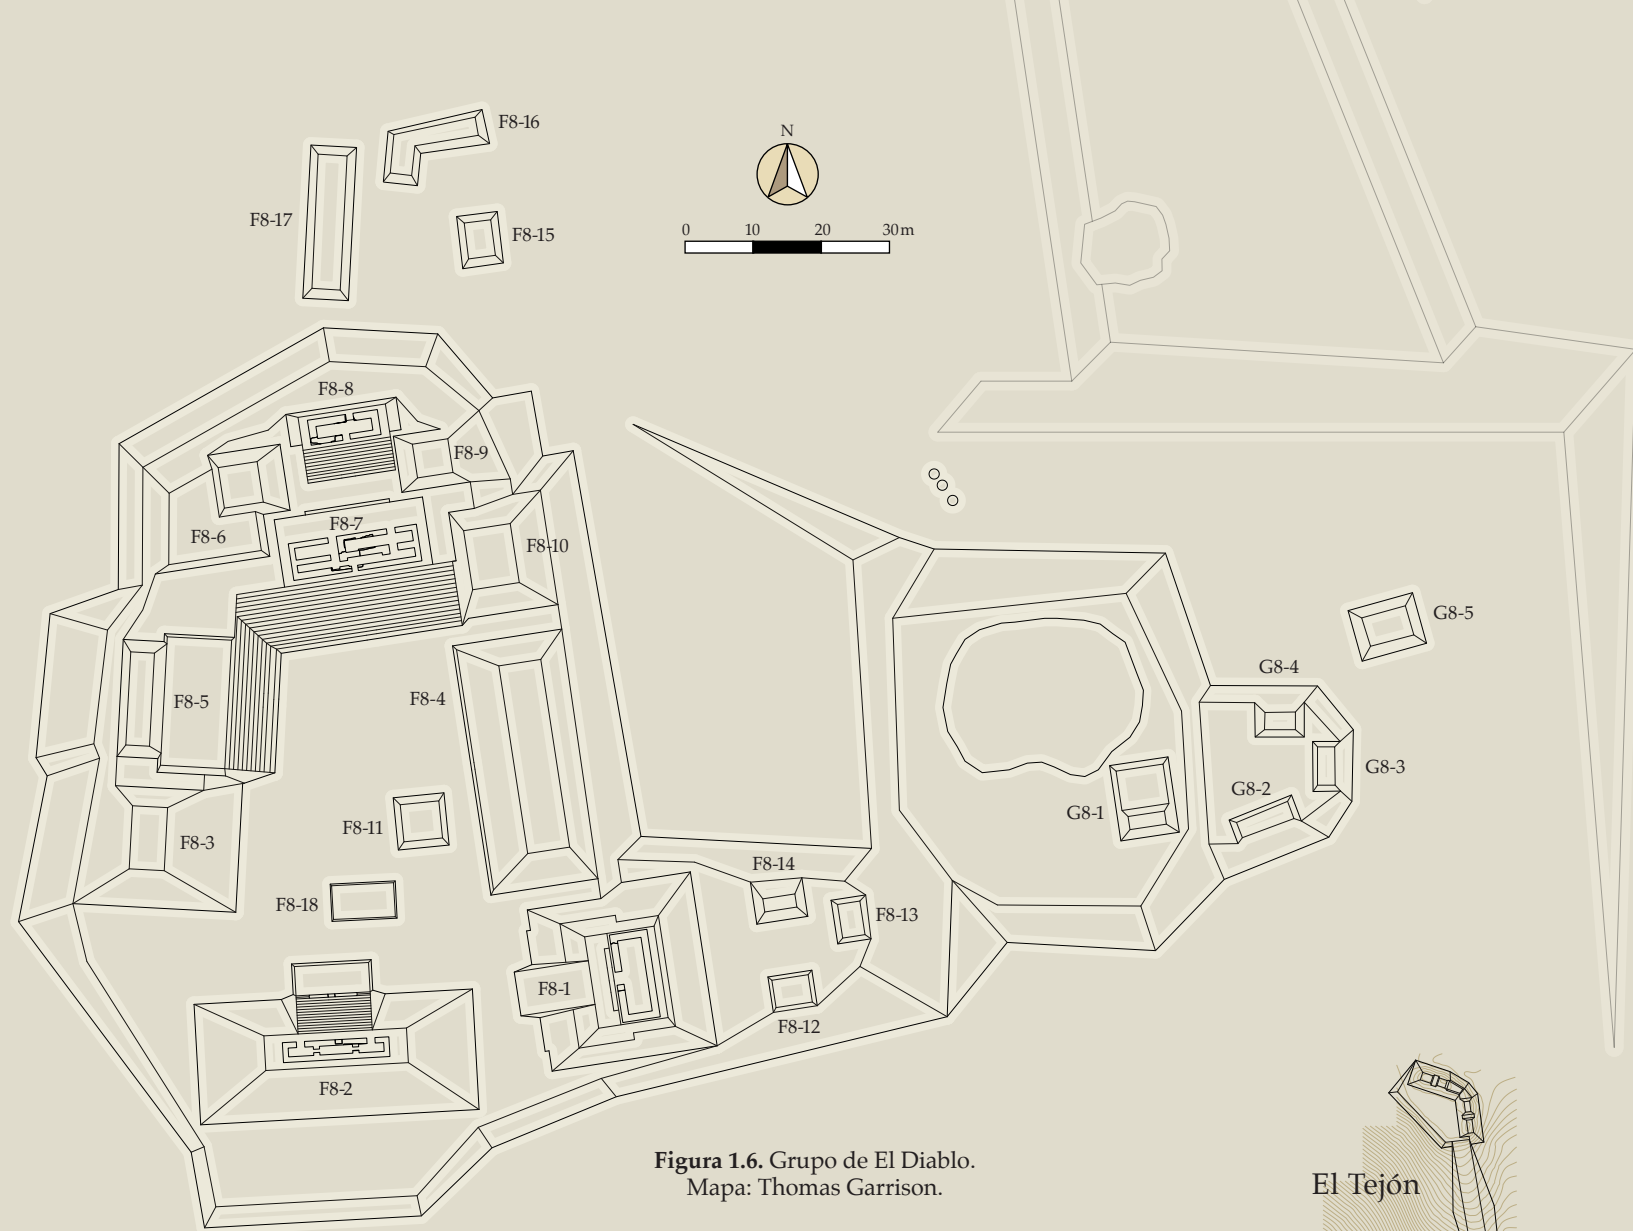 F8-16
N
F8-17
F8-15
0 10 20 30 m
F8-8
F8-9
F8-7
F8-6
F8-10
G8-5
G8-4
F8-5
F8-4
G8-3
G8-2
G8-1
F8-11
F8-3
F8-14
F8-18
F8-13
F8-1
F8-12
F8-2
Figura 1.6. Grupo de El Diablo.
Mapa: Thomas Garrison.
El Tejón